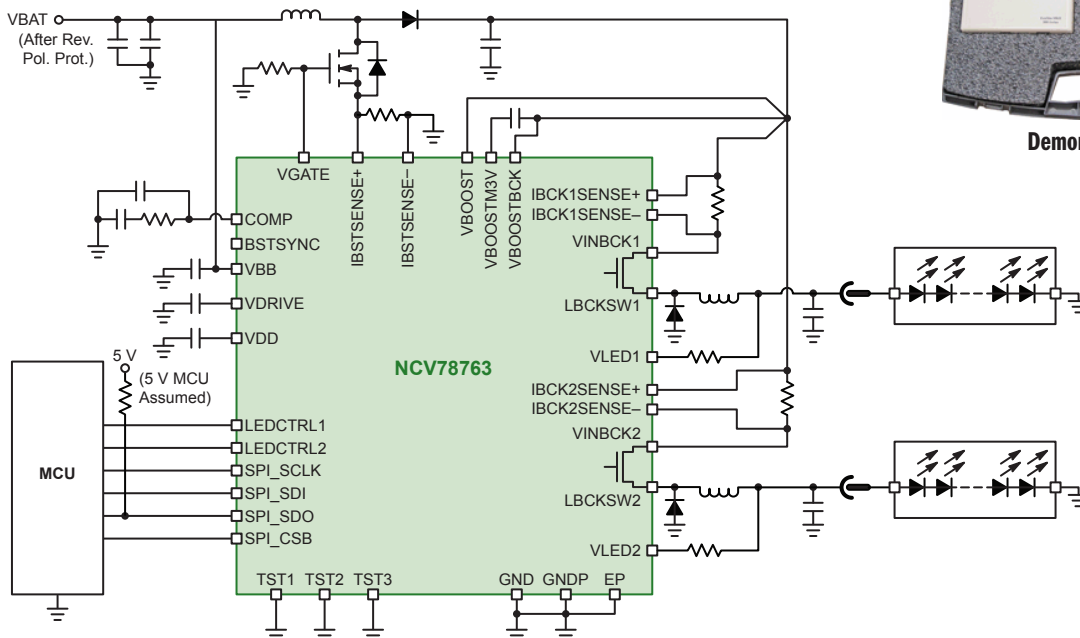 VBAT
(After Rev.
Pol. Prot.)
Demon
VGATE
IBSTSENSE+
IBSTSENSE–
VBOOST
VBOOSTM3V
VBOOSTBCK
COMP
BSTSYNC
VBB
VDRIVE
VDD
IBCK1SENSE+
IBCK1SENSE–
VINBCK1
LBCKSW1
VLED1
NCV78763
IBCK2SENSE+
IBCK2SENSE–
VINBCK2
LBCKSW2
VLED2
5 V
(5 V MCU
Assumed)
MCU
LEDCTRL1
LEDCTRL2
SPI_SCLK
SPI_SDI
SPI_SDO
SPI_CSB
TST1 TST2 TST3
GND GNDP EP